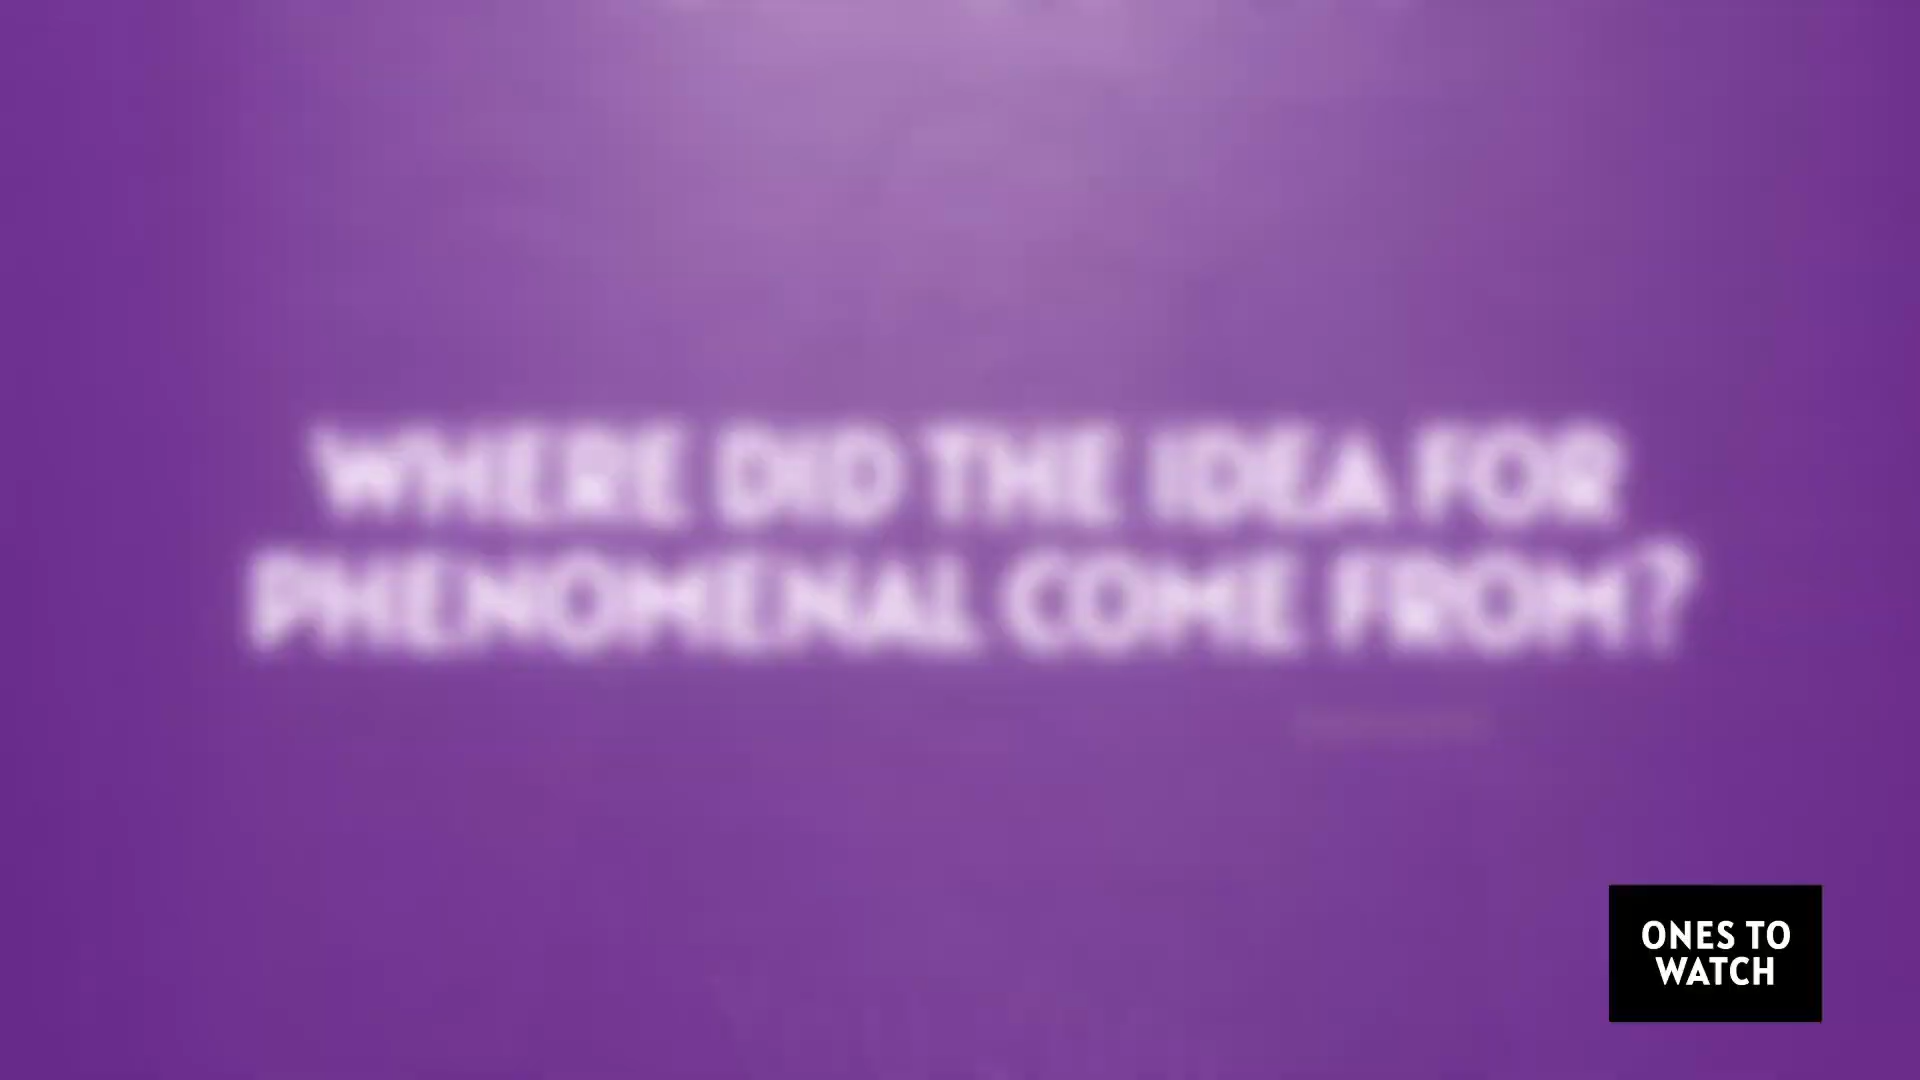 WHERE DID THE IDEA FOR
PHENOMENAL COME FROM?
ONES TO
WATCH